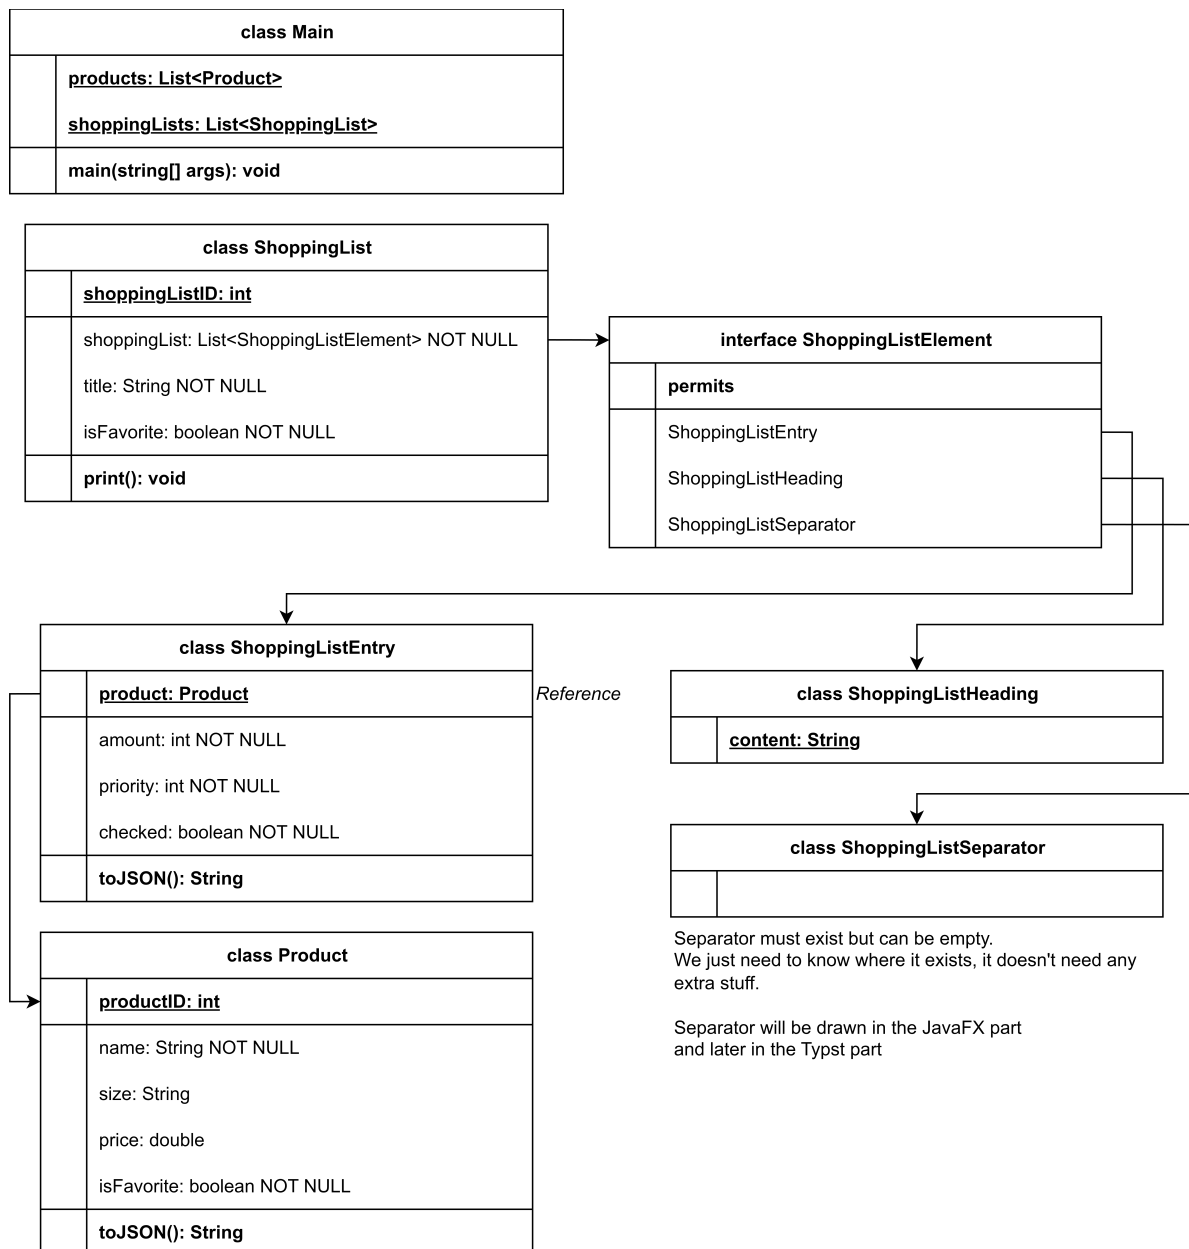 class Main
products: List<Product>
shoppingLists: List<ShoppingList>
main(string[] args): void
class ShoppingList
shoppingListID: int
shoppingList: List<ShoppingListElement> NOT NULL
title: String NOT NULL
isFavorite: boolean NOT NULL
print(): void
interface ShoppingListElement
permits
ShoppingListEntry
ShoppingListHeading
ShoppingListSeparator
class ShoppingListEntry
product: Product
Reference
amount: int NOT NULL
priority: int NOT NULL
checked: boolean NOT NULL
toJSON(): String
class ShoppingListHeading
content: String
class ShoppingListSeparator
Separator must exist but can be empty.
We just need to know where it exists, it doesn't need any
extra stuff.
Separator will be drawn in the JavaFX part
and later in the Typst part
class Product
productID: int
name: String NOT NULL
size: String
price: double
isFavorite: boolean NOT NULL
toJSON(): String